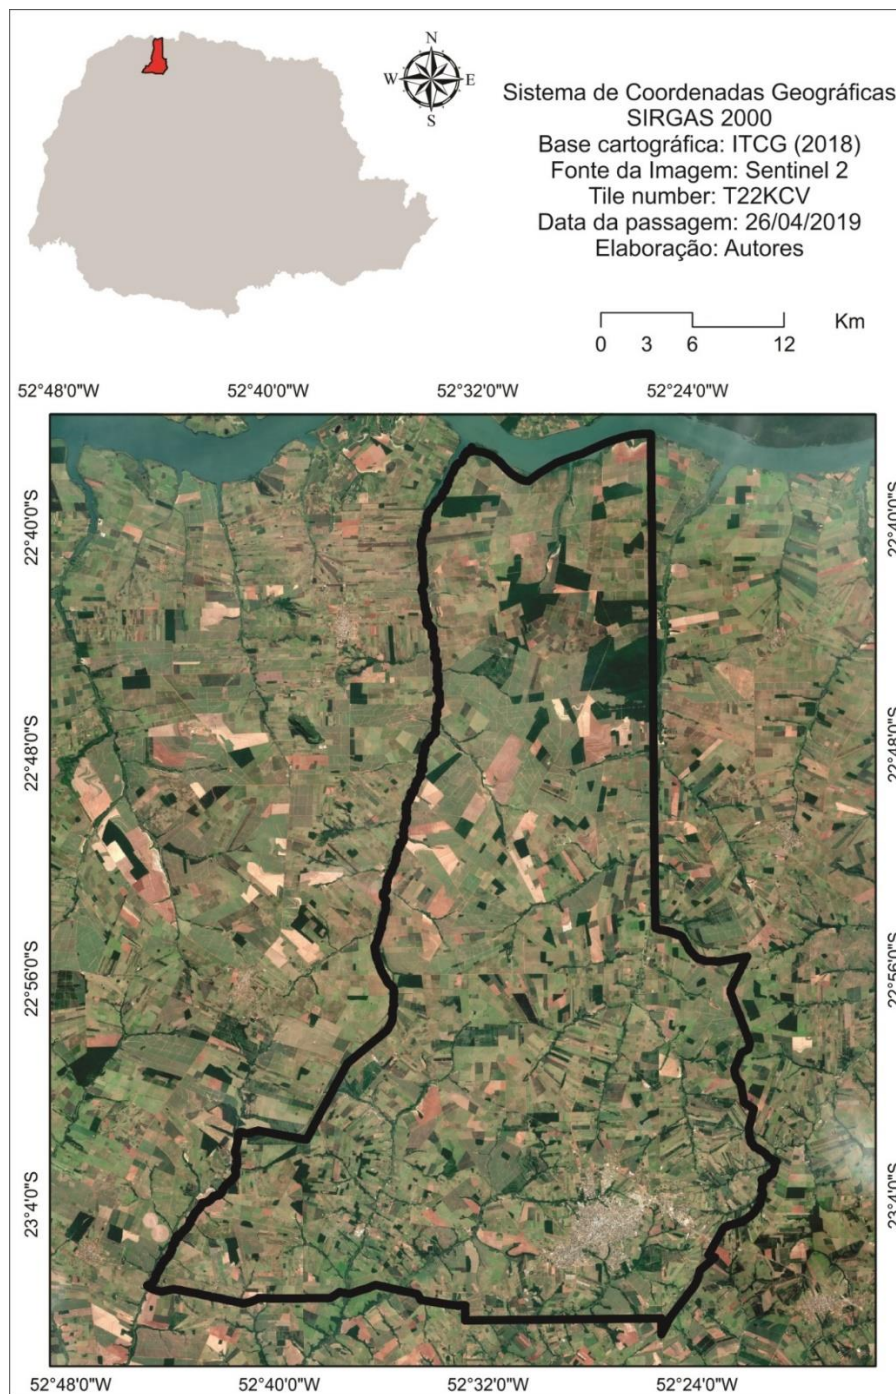 N
W E
S
Sistema de Coordenadas Geográficas
SIRGAS 2000
Base cartográfica: ITCG (2018)
Fonte da Imagem: Sentinel 2
Tile number: T22KCV
Data da passagem: 26/04/2019
Elaboração: Autores
Km
0 3 6 12
52°48'0"W 52°40'0"W 52°32'0"W 52°24'0"W
22°40'0"S 22°40'0"S
22°48'0"S 22°48'0"S
22°56'0"S 22°56'0"S
23°4'0"S 23°4'0"S
52°48'0"W 52°40'0"W 52°32'0"W 52°24'0"W